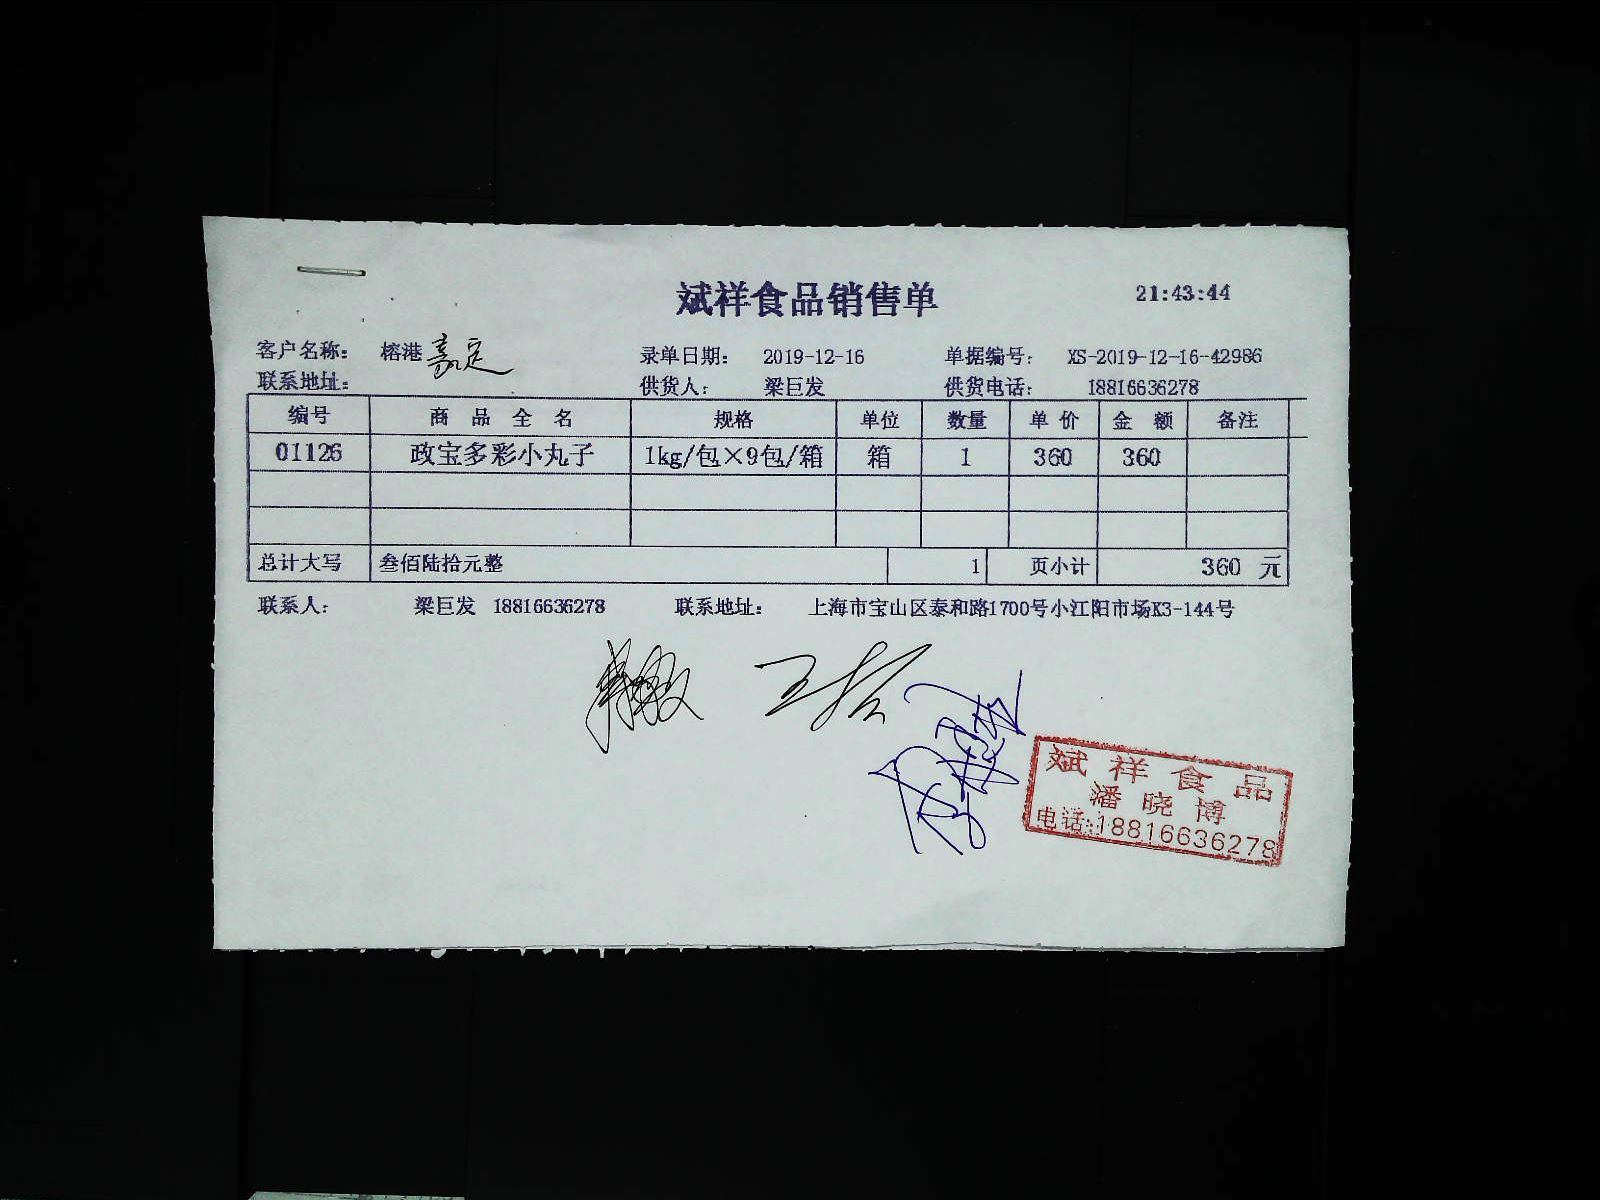 斌祥食品销售单 21:43:44
客户名称: 榕港 嘉定 录单日期: 2019-12-16 单据编号: XS-2019-12-16-42986
联系地址: 供货人: 梁巨发 供货电话: 18816636278
编号 商品全名 规格 单位 数量 单价 金额 备注
01126 政宝多彩小丸子 1kg/包×9包/箱 箱 1 360 360
总计大写 叁佰陆拾元整 1 页小计 360 元
联系人: 梁巨发 18816636278 联系地址: 上海市宝山区泰和路1700号小江阳市场K3-144号
斌祥食品
潘晓博
电话:18816636278